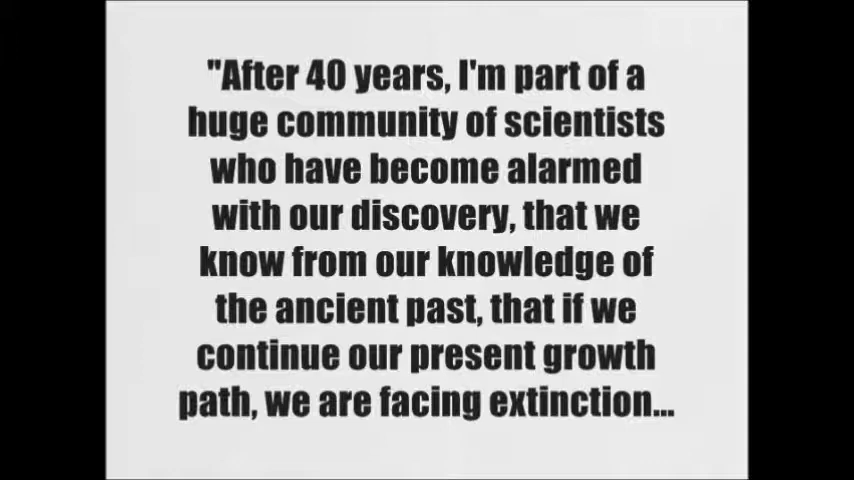 "After 40 years, I'm part of a
huge community of scientists
who have become alarmed
with our discovery, that we
know from our knowledge of
the ancient past, that if we
continue our present growth
path, we are facing extinction...